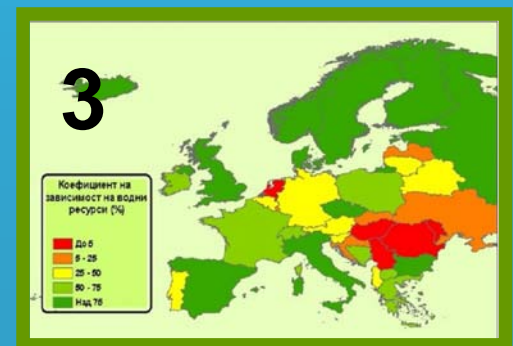 3
Коефициент на
зависимост на водни
ресурси (%)
До 5
5 - 25
25 - 50
50 - 75
Над 75